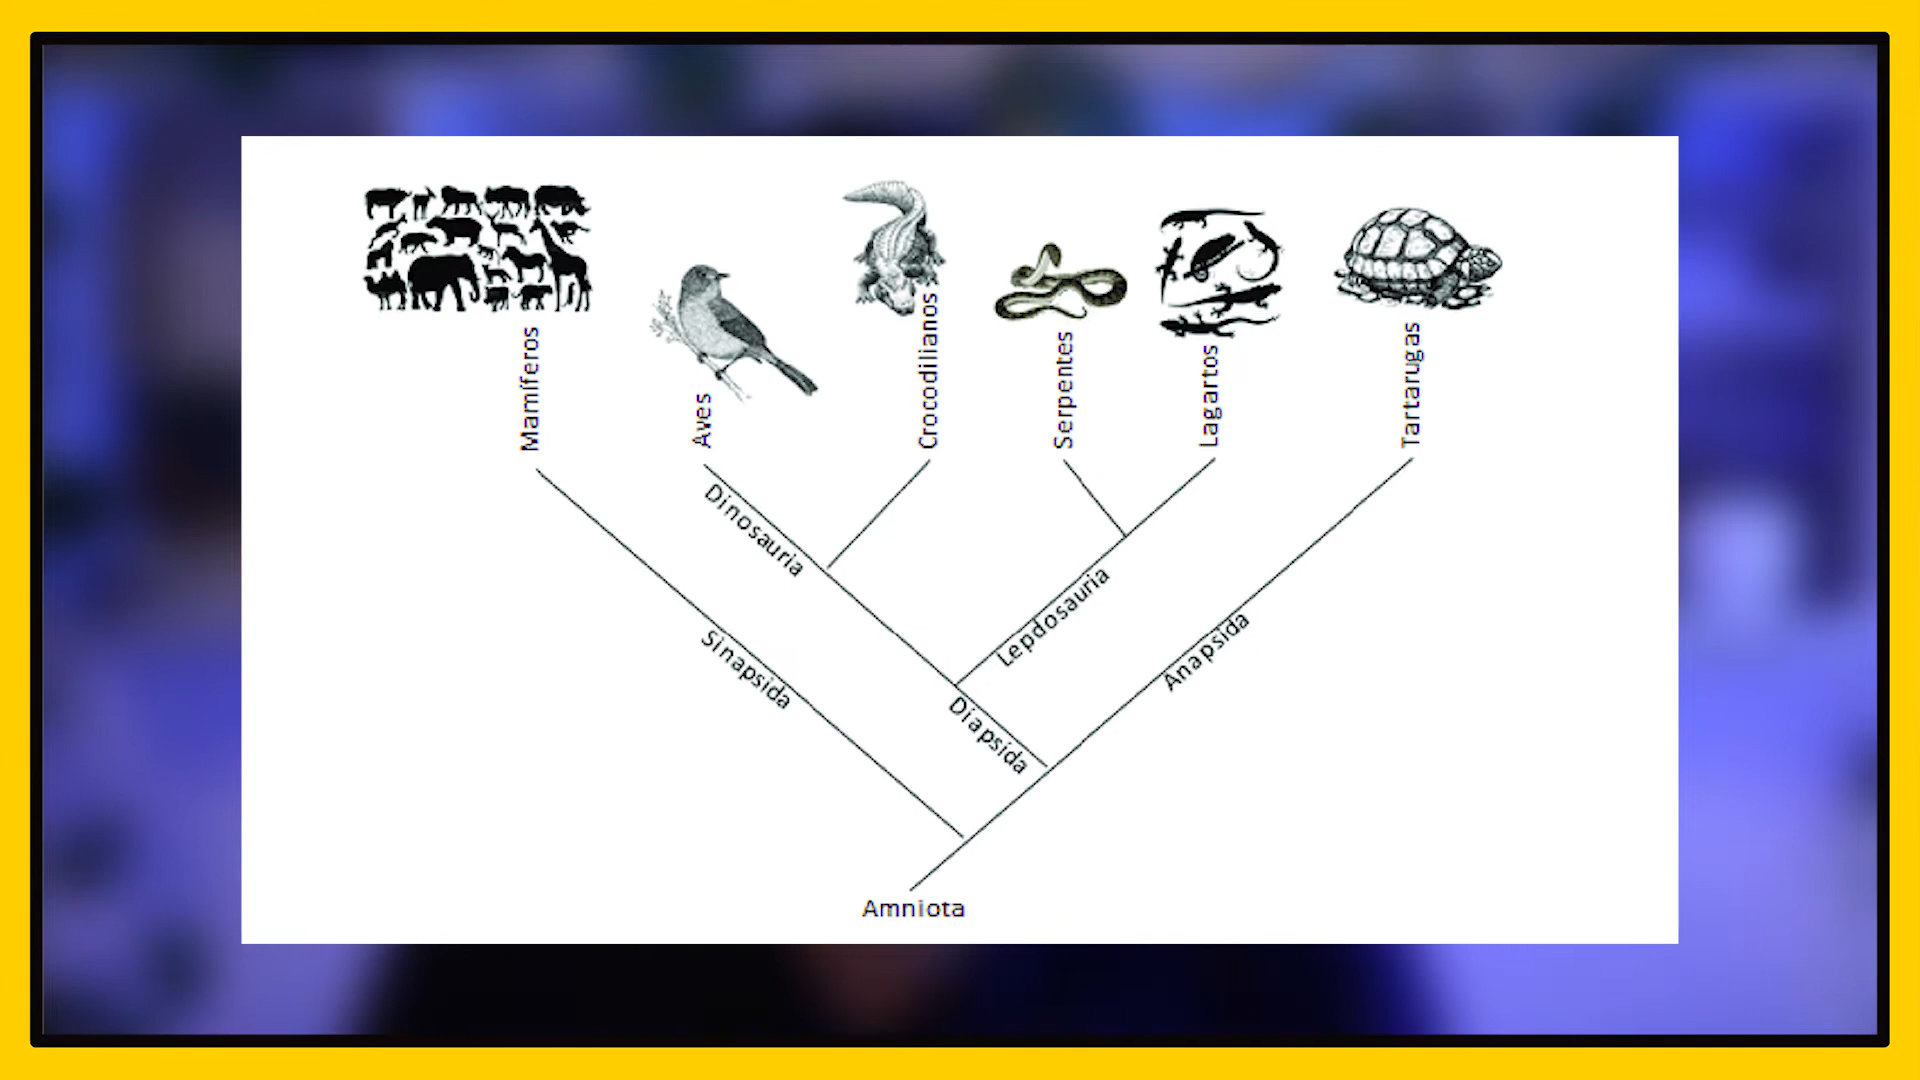 Mamíferos
Aves
Crocodilianos
Serpentes
Lagartos
Tartarugas
Dinosauria
Lepdosauria
Sinapsida
Anapsida
Diapsida
Amniota